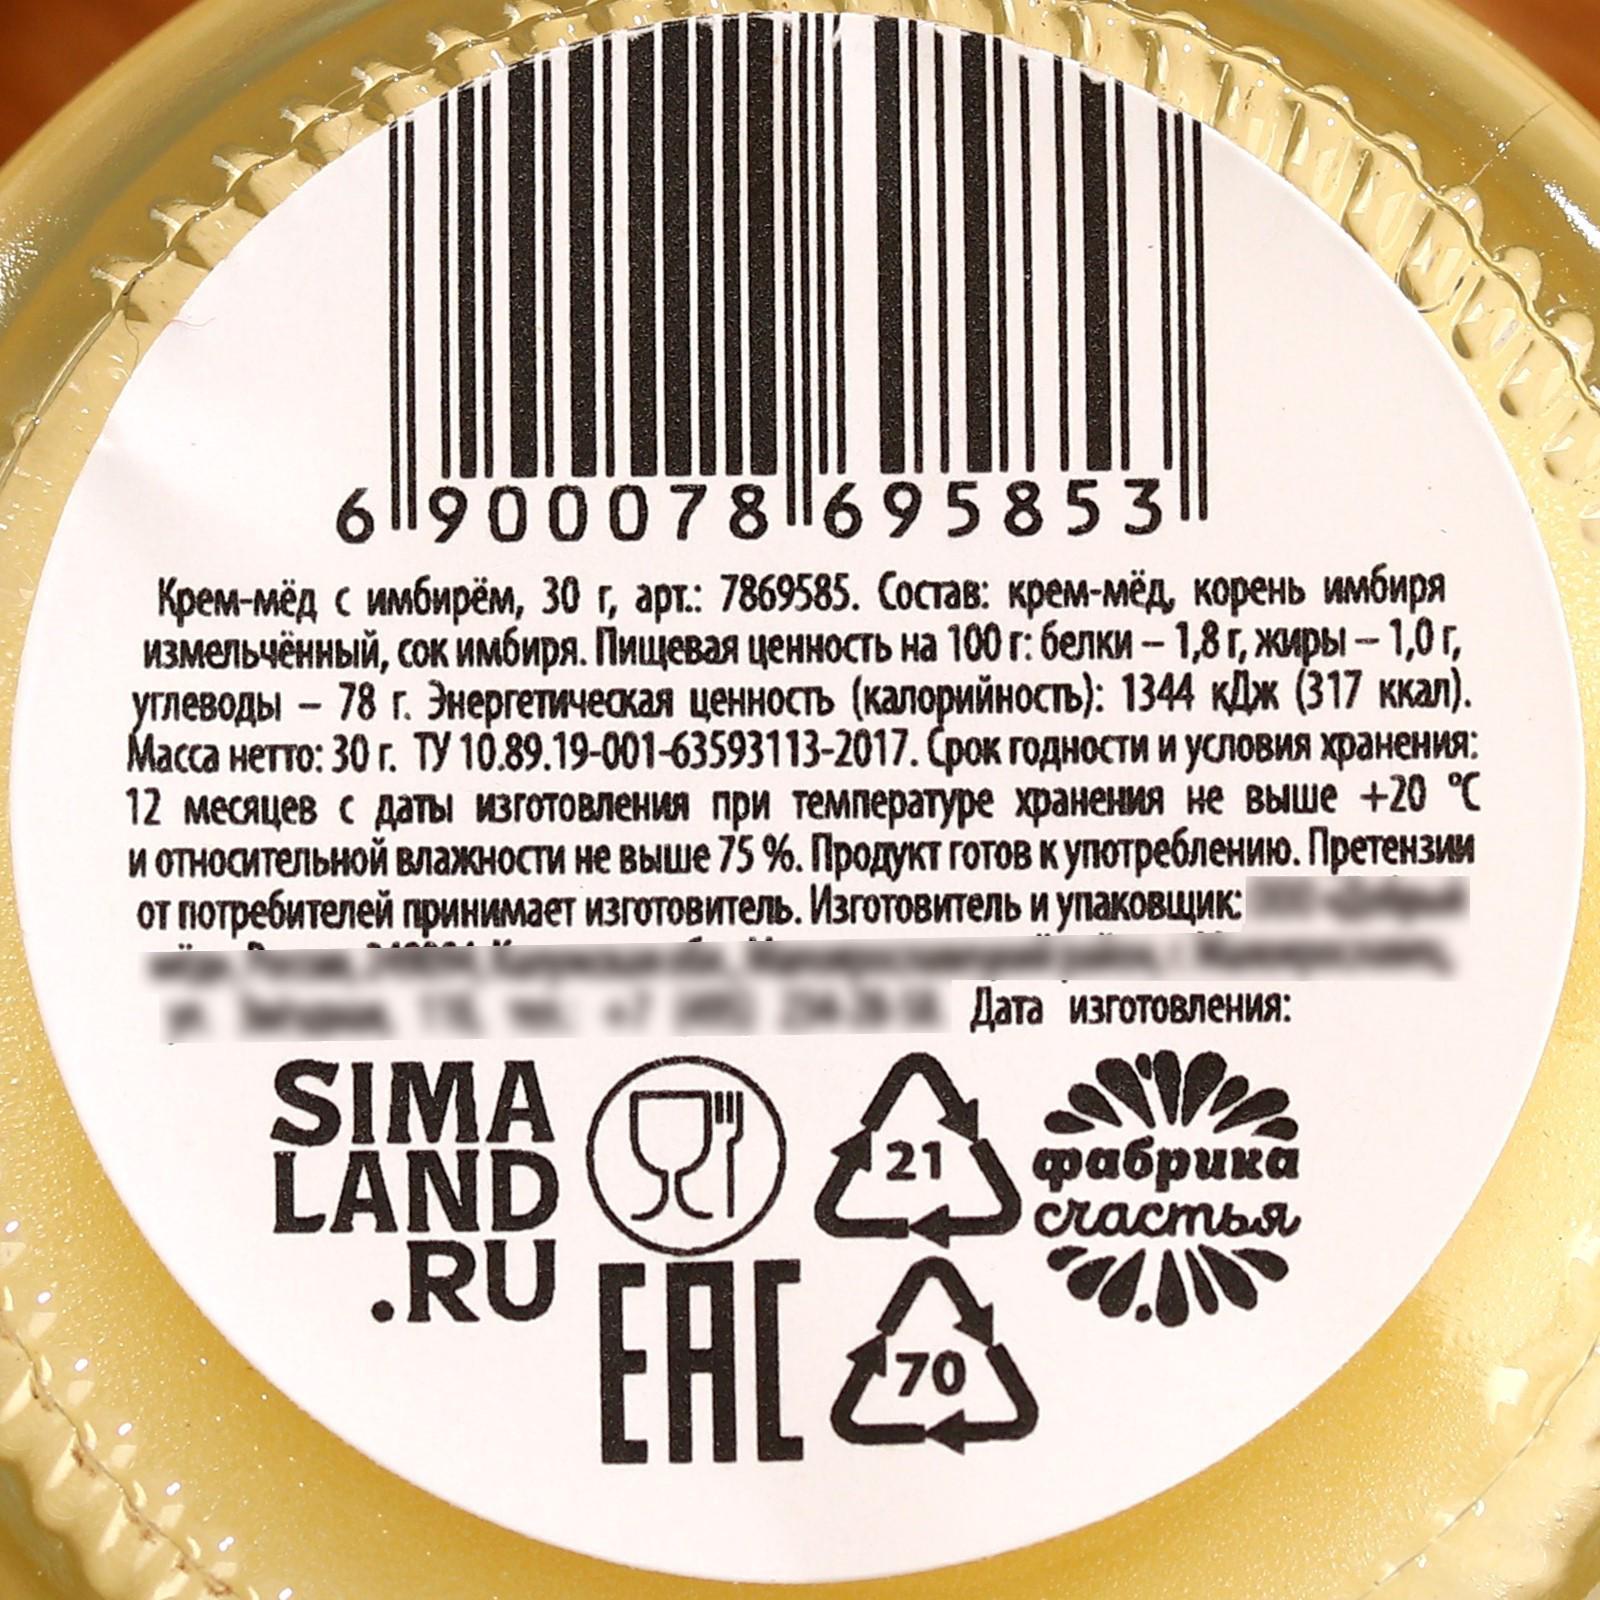 6 900078 695853
Крем-мёд с имбирём, 30 г, арт.: 7869585. Состав: крем-мёд, корень имбиря
измельчённый, сок имбиря. Пищевая ценность на 100 г: белки – 1,8 г, жиры – 1,0 г,
углеводы – 78 г. Энергетическая ценность (калорийность): 1344 кДж (317 ккал).
Масса нетто: 30 г. ТУ 10.89.19-001-63593113-2017. Срок годности и условия хранения:
12 месяцев с даты изготовления при температуре хранения не выше +20 °С
и относительной влажности не выше 75 %. Продукт готов к употреблению. Претензии
от потребителей принимает изготовитель. Изготовитель и упаковщик:
Дата изготовления:
SIMA
LAND
.RU
21
фабрика
счастья
EAC
70